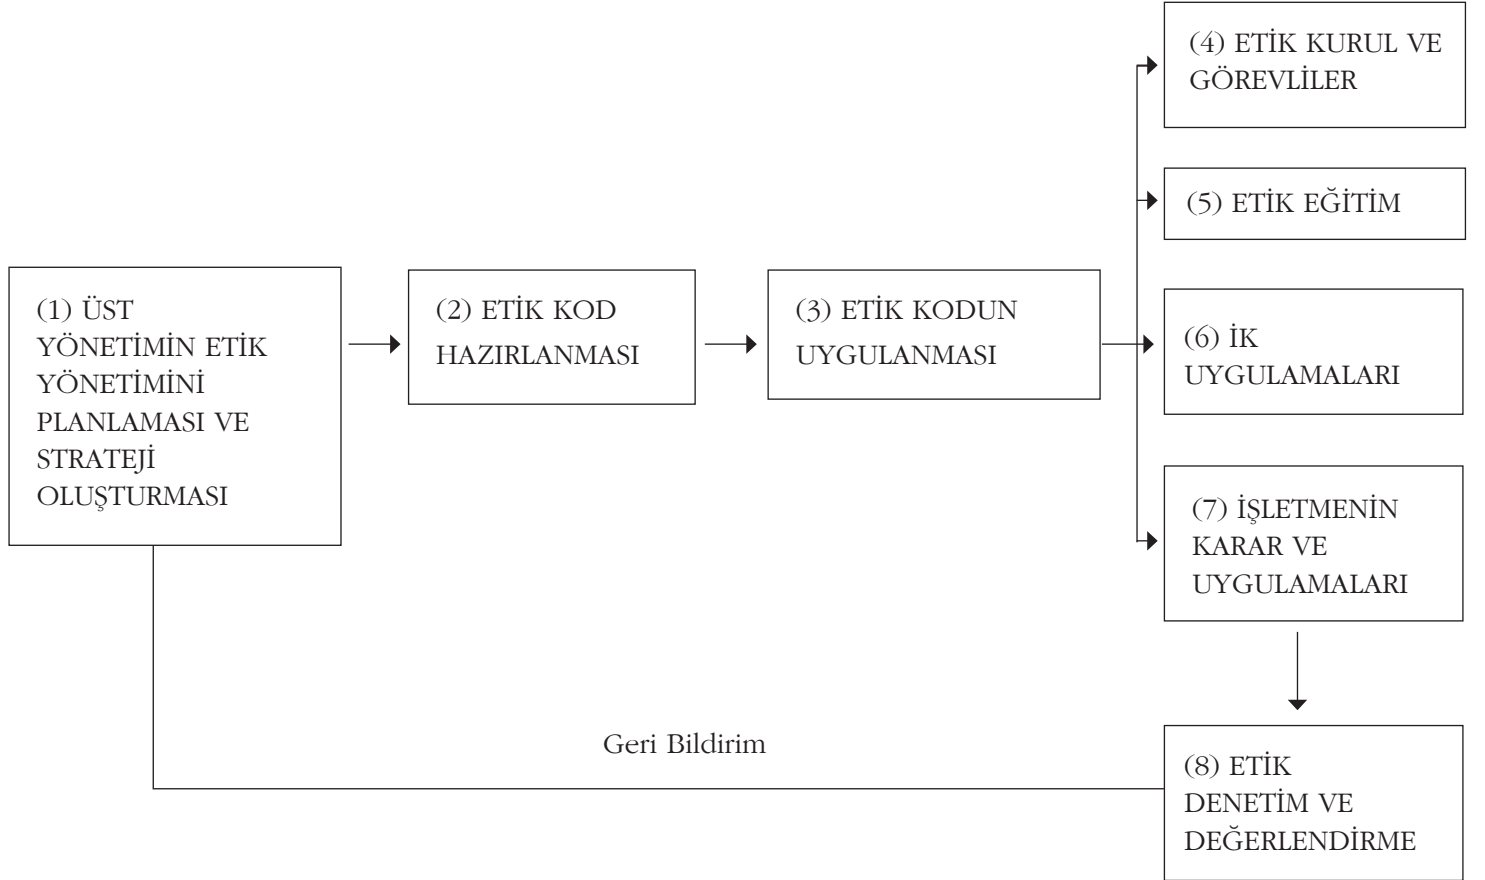 (1) ÜST
YÖNETİMİN ETİK
YÖNETİMİNİ
PLANLAMASI VE
STRATEJİ
OLUŞTURMASI
(2) ETİK KOD
HAZIRLANMASI
(3) ETİK KODUN
UYGULANMASI
(4) ETİK KURUL VE
GÖREVLİLER
(5) ETİK EĞİTİM
(6) İK
UYGULAMALARI
(7) İŞLETMENİN
KARAR VE
UYGULAMALARI
(8) ETİK
DENETİM VE
DEĞERLENDİRME
Geri Bildirim